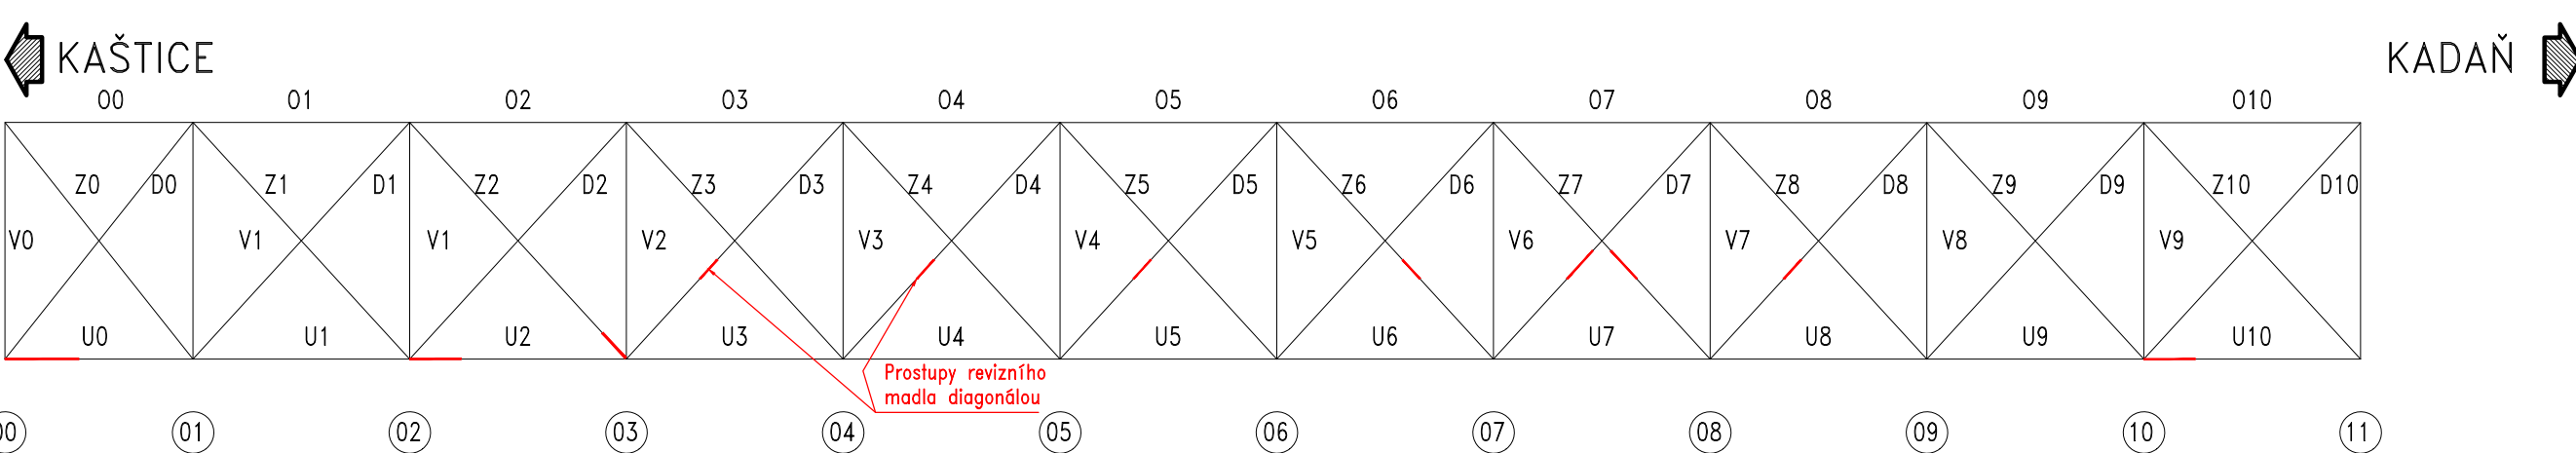 KAŠTICE KADAŇ
O0 O1 O2 O3 O4 O5 O6 O7 O8 O9 O10
Z0 D0 Z1 D1 Z2 D2 Z3 D3 Z4 D4 Z5 D5 Z6 D6 Z7 D7 Z8 D8 Z9 D9 Z10 D10
V0 V1 V1 V2 V3 V4 V5 V6 V7 V8 V9
U0 U1 U2 U3 U4 U5 U6 U7 U8 U9 U10
Prostupy revizního
madla diagonálou
00 01 02 03 04 05 06 07 08 09 10 11